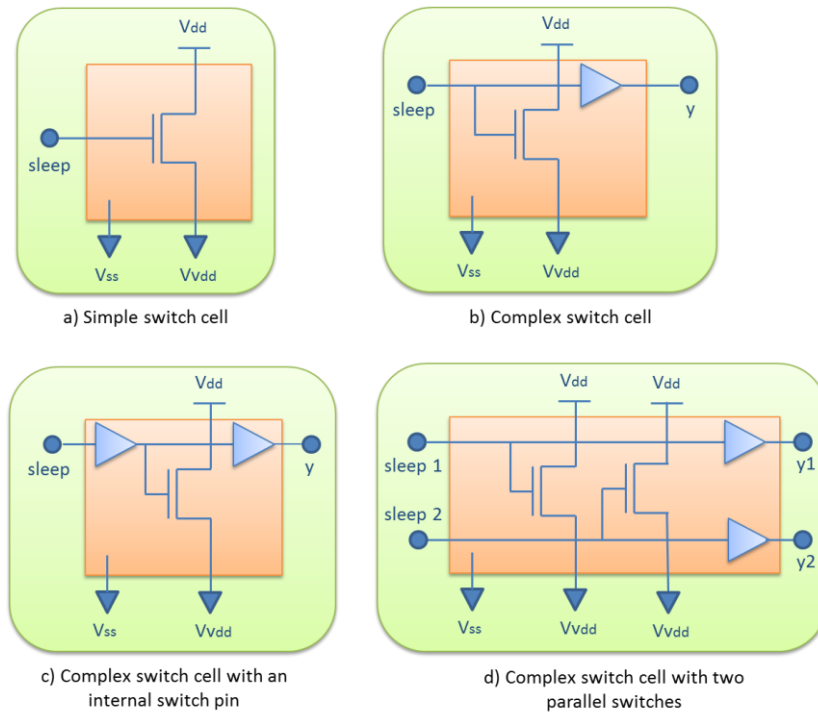 Vdd
sleep
Vss
Vvdd
a) Simple switch cell
Vdd
sleep
y
Vss
Vvdd
b) Complex switch cell
Vdd
sleep
y
Vss
Vvdd
c) Complex switch cell with an
internal switch pin
Vdd
Vdd
sleep 1
y1
sleep 2
y2
Vss
Vvdd
Vvdd
d) Complex switch cell with two
parallel switches